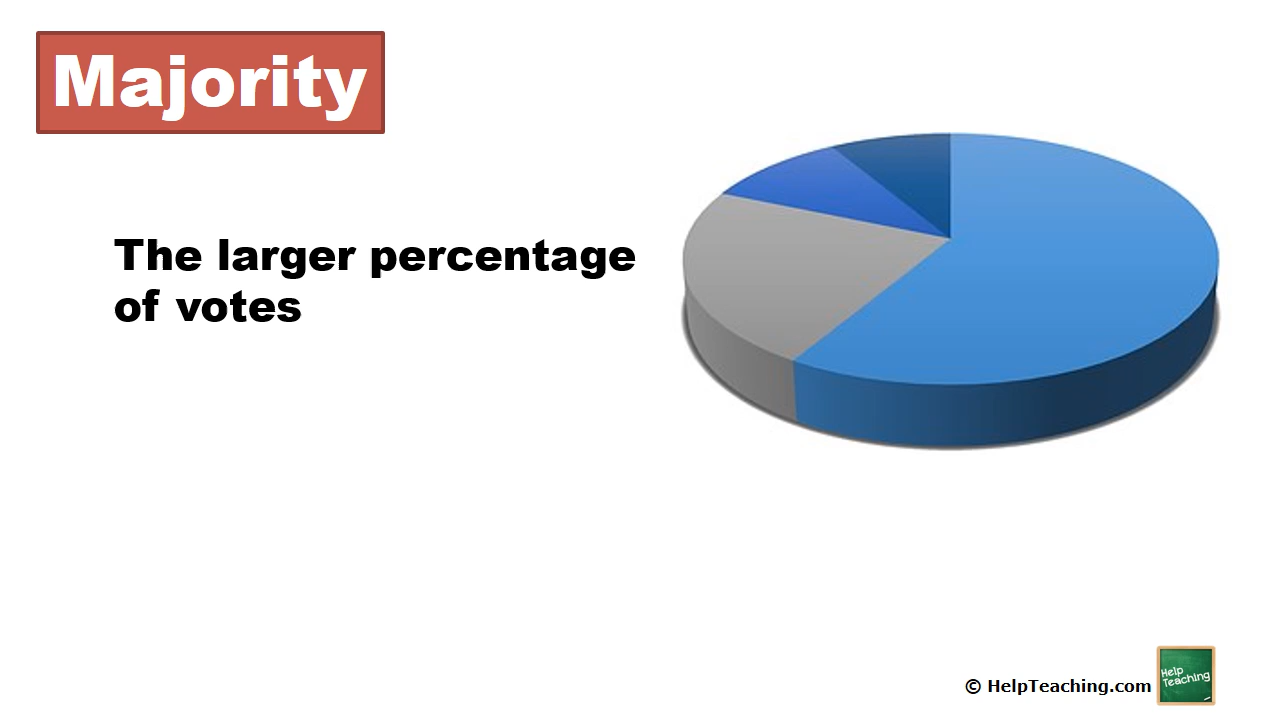 Majority
The larger percentage
of votes
© HelpTeaching.com
Help
Teaching